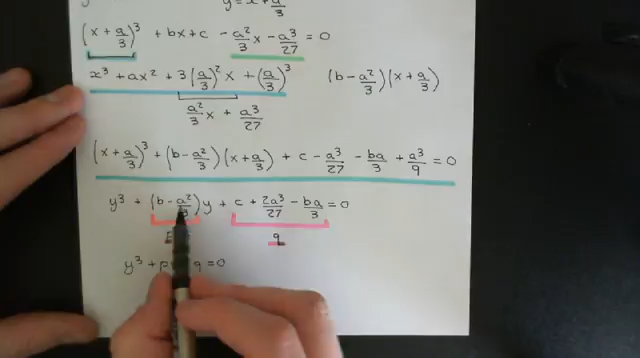 y = x + a/3
(x + a/3)³ + bx + c - a²/3 x - a³/27 = 0
x³ + ax² + 3(a/3)²x + (a/3)³ (b - a²/3)(x + a/3)
a²/3 x + a³/27
(x + a/3)³ + (b - a²/3)(x + a/3) + c - a³/27 - ba/3 + a³/9 = 0
y³ + (b - a²/3)y + c + 2a³/27 - ba/3 = 0
q
y³ + p q = 0